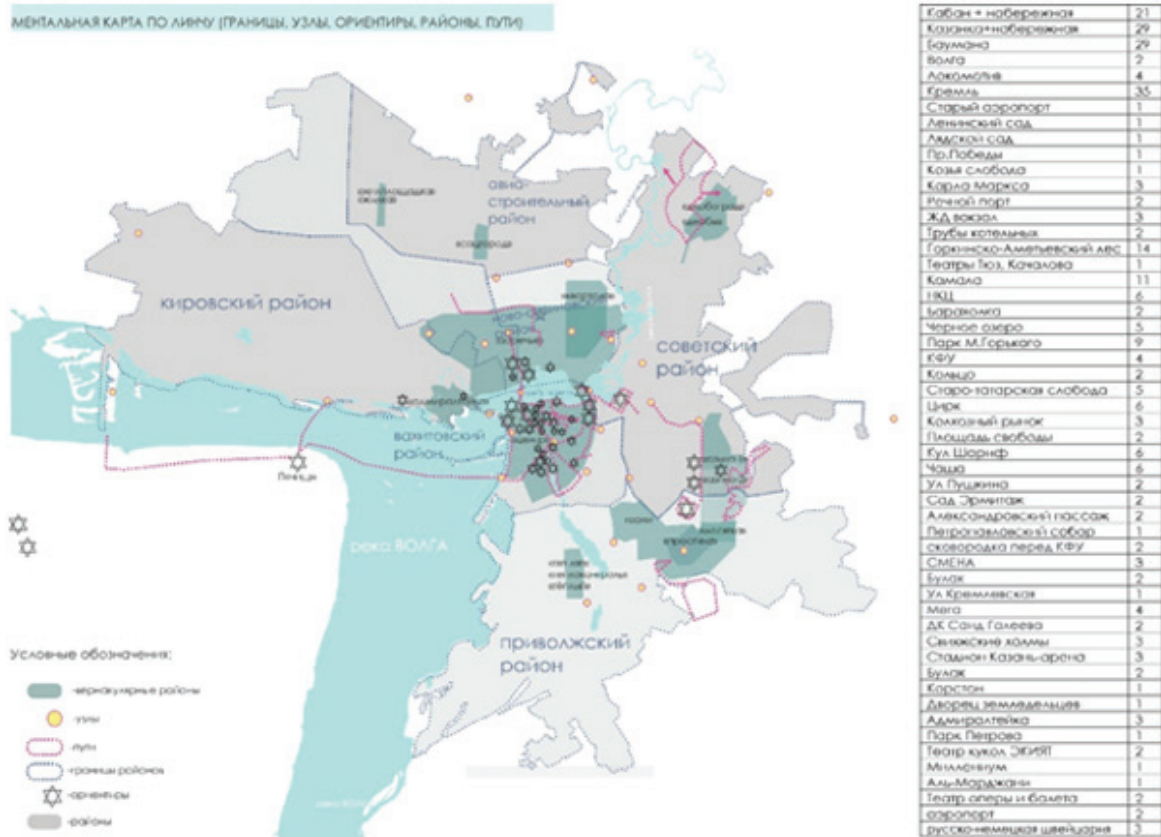 МЕНТАЛЬНАЯ КАРТА ПО ЛИНЧУ (ГРАНИЦЫ, УЗЛЫ, ОРИЕНТИРЫ, РАЙОНЫ, ПУТИ)
авиа-
строительный
район
соцгорода
кировский район
советский
район
вахитовский
район
река ВОЛГА
приволжский
район
Условные обозначения:
-вернакулярные районы
-узлы
-пути
-границы районов
-ориентиры
-районы
Кабан + набережная 21
Казанка+набережная 29
Баумана 29
Волга 2
Локомотив 4
Кремль 35
Старый аэропорт 1
Ленинский сад 1
Лядской сад 1
Пр.Победы 1
Козья слобода 1
Карла Маркса 3
Речной порт 2
ЖД вокзал 3
Трубы котельных 2
Горкинско-Аметьевский лес 14
Театры Тюз, Качалова 1
Камала 11
НКЦ 6
Барахолка 2
Черное озеро 5
Парк М.Горького 9
КФУ 4
Кольцо 2
Старо-татарская слобода 5
Цирк 6
Колхозный рынок 3
Площадь свободы 2
Кул Шариф 6
Чаша 6
Ул Пушкина 2
Сад Эрмитаж 2
Александровский пассаж 2
Петропавловский собор 1
сковородка перед КФУ 2
СМЕНА 3
Булак 2
Ул Кремлевская 1
Мега 4
ДК Саид Галеева 2
Свияжские холмы 3
Стадион Казань-арена 3
Булак 2
Корстон 1
Дворец земледельцев 1
Адмиралтейка 3
Парк Петрова 1
Театр кукол ЭКИЯТ 2
Миллениум 1
Аль-Марджани 1
Театр оперы и балета 2
аэропорт 2
русско-немецкая швейцария 3